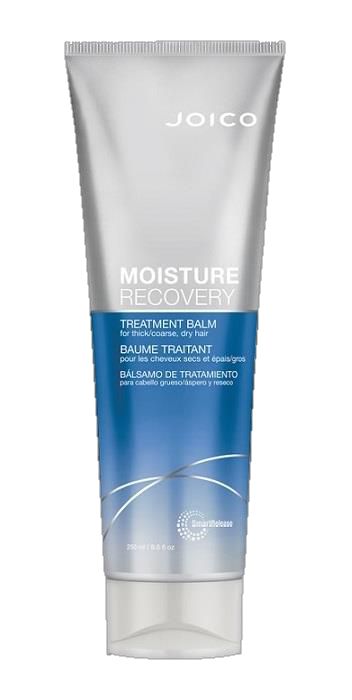 JOICO
MOISTURE
RECOVERY
TREATMENT BALM
for thick/coarse, dry hair
BAUME TRAITANT
pour les cheveux secs et épais/gros
BÁLSAMO DE TRATAMIENTO
para cabello grueso/áspero y reseco
SmartRelease
250 ml / 8.5 fl oz